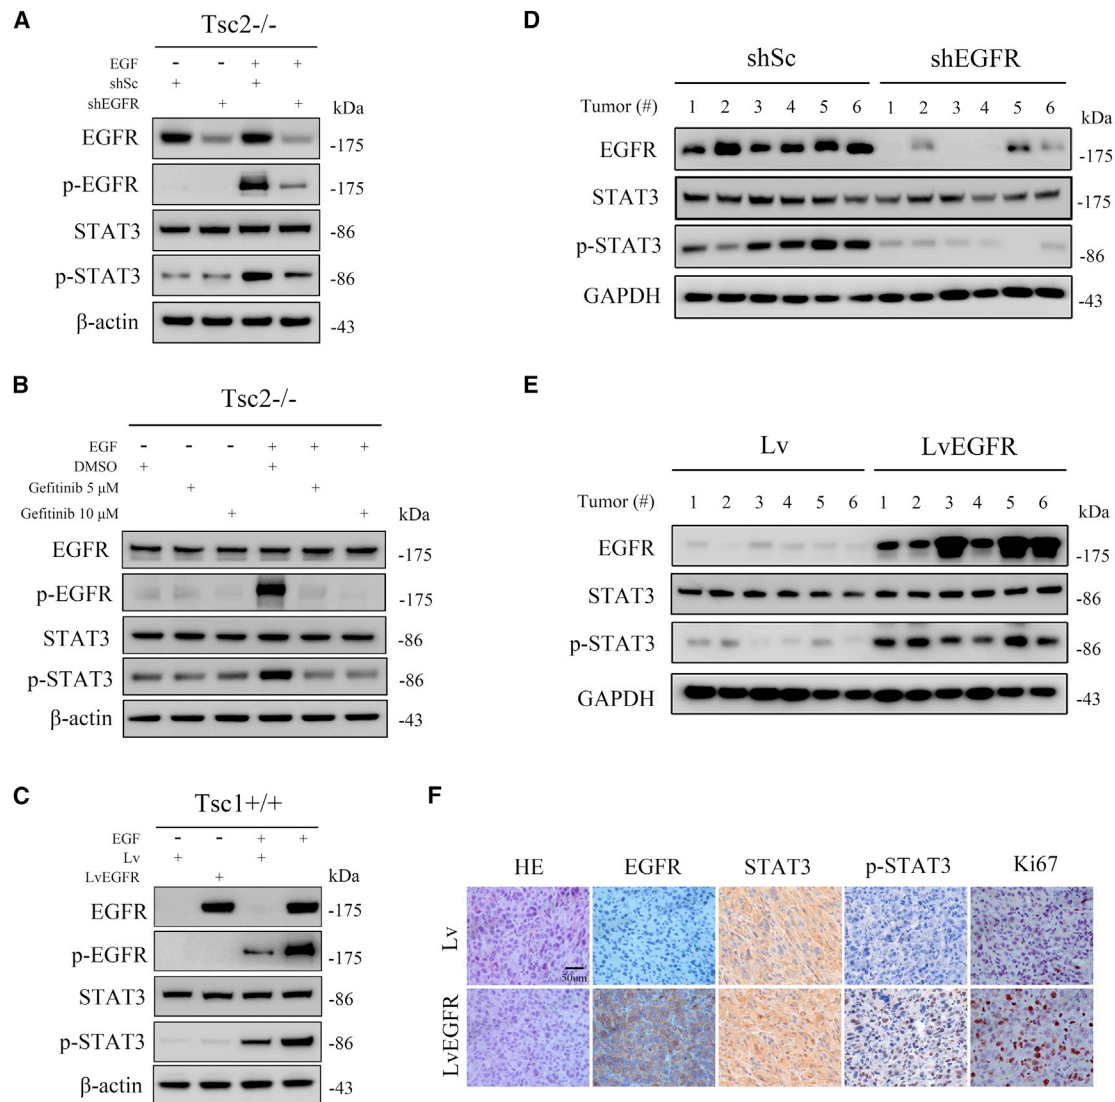 A
Tsc2-/-
EGF - - + +
shSc + +
shEGFR + +
kDa
EGFR -175
p-EGFR -175
STAT3 -86
p-STAT3 -86
β-actin -43
B
Tsc2-/-
EGF - - - + + +
DMSO + +
Gefitinib 5 μM + +
Gefitinib 10 μM + +
kDa
EGFR -175
p-EGFR -175
STAT3 -86
p-STAT3 -86
β-actin -43
C
Tsc1+/+
EGF - - + +
Lv + +
LvEGFR +
kDa
EGFR -175
p-EGFR -175
STAT3 -86
p-STAT3 -86
β-actin -43
D
shSc shEGFR
Tumor (#) 1 2 3 4 5 6 1 2 3 4 5 6
kDa
EGFR -175
STAT3 -175
p-STAT3 -86
GAPDH -43
E
Lv LvEGFR
Tumor (#) 1 2 3 4 5 6 1 2 3 4 5 6
kDa
EGFR -175
STAT3 -86
p-STAT3 -86
GAPDH -43
F
HE EGFR STAT3 p-STAT3 Ki67
Lv
50um
LvEGFR